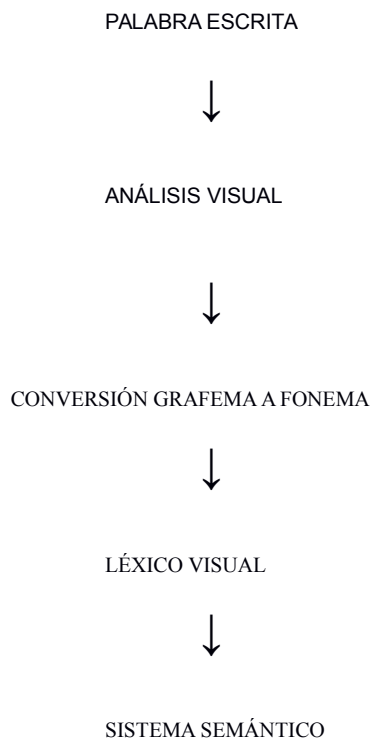 PALABRA ESCRITA
ANÁLISIS VISUAL
CONVERSIÓN GRAFEMA A FONEMA
LÉXICO VISUAL
SISTEMA SEMÁNTICO